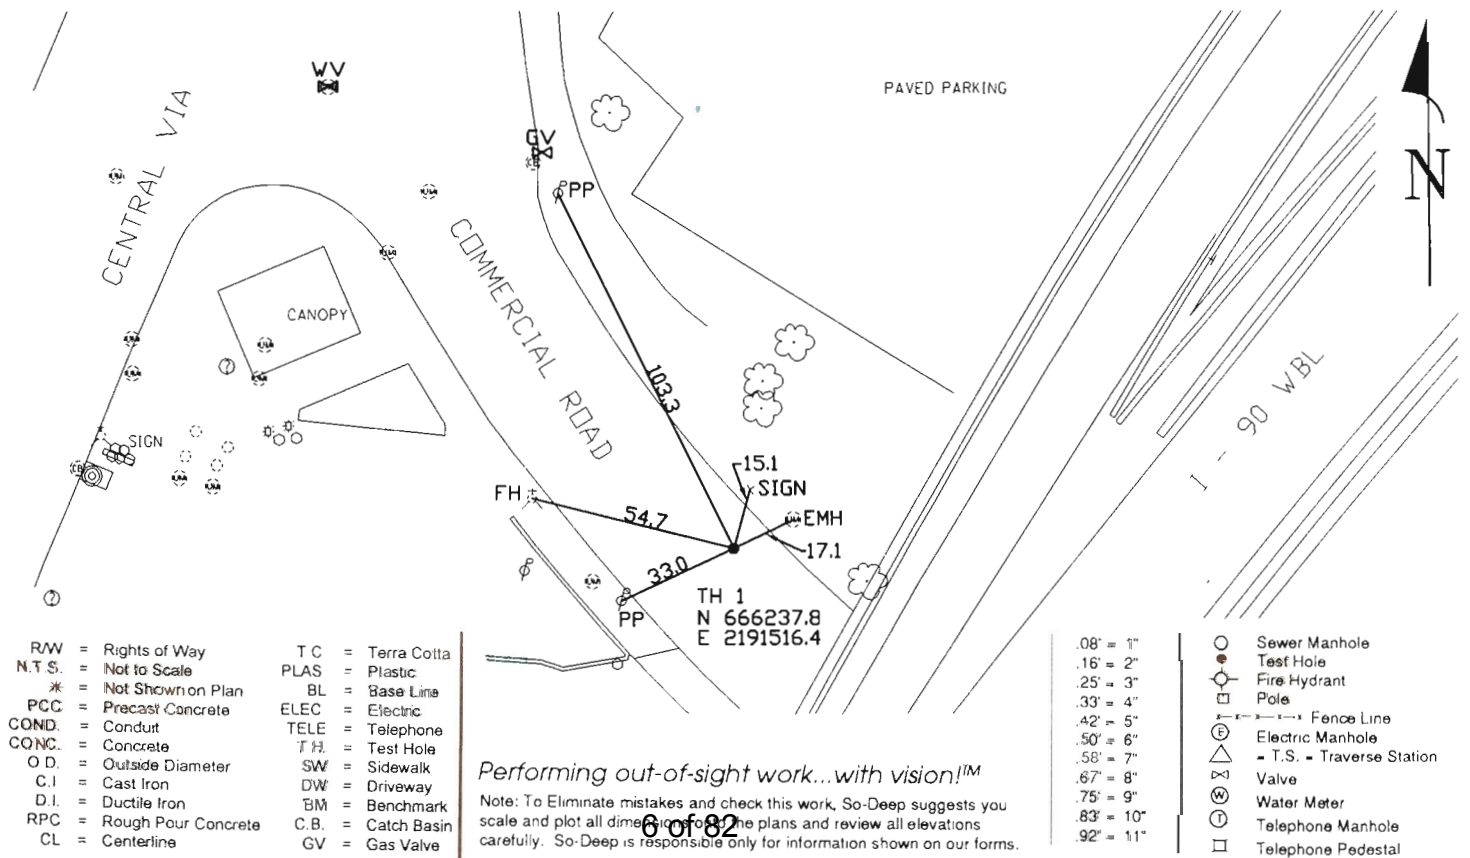 WV
CENTRAL VIA
GV
PP
PAVED PARKING
N
COMMERCIAL ROAD
CANOPY
103.3
I - 90 WBL
SIGN
CB
15.1
SIGN
FH
54.7
EMH
17.1
33.0
PP
TH 1
N 666237.8
E 2191516.4
R/W = Rights of Way
N.T.S. = Not to Scale
* = Not Shown on Plan
PCC = Precast Concrete
COND. = Conduit
CONC. = Concrete
O.D. = Outside Diameter
C.I = Cast Iron
D.I. = Ductile Iron
RPC = Rough Pour Concrete
CL = Centerline
T C = Terra Cotta
PLAS = Plastic
BL = Base Line
ELEC = Electric
TELE = Telephone
T.H. = Test Hole
SW = Sidewalk
DW = Driveway
BM = Benchmark
C.B. = Catch Basin
GV = Gas Valve
Performing out-of-sight work...with vision!™
Note: To Eliminate mistakes and check this work, So-Deep suggests you
scale and plot all dimensions onto the plans and review all elevations
carefully. So-Deep is responsible only for information shown on our forms.
6 of 82
.08' = 1"
.16' = 2"
.25' = 3"
.33' = 4"
.42' = 5"
.50' = 6"
.58' = 7"
.67' = 8"
.75' = 9"
.83' = 10"
.92' = 11"
Sewer Manhole
Test Hole
Fire Hydrant
Pole
Fence Line
E Electric Manhole
= T.S. = Traverse Station
Valve
W Water Meter
T Telephone Manhole
Telephone Pedestal